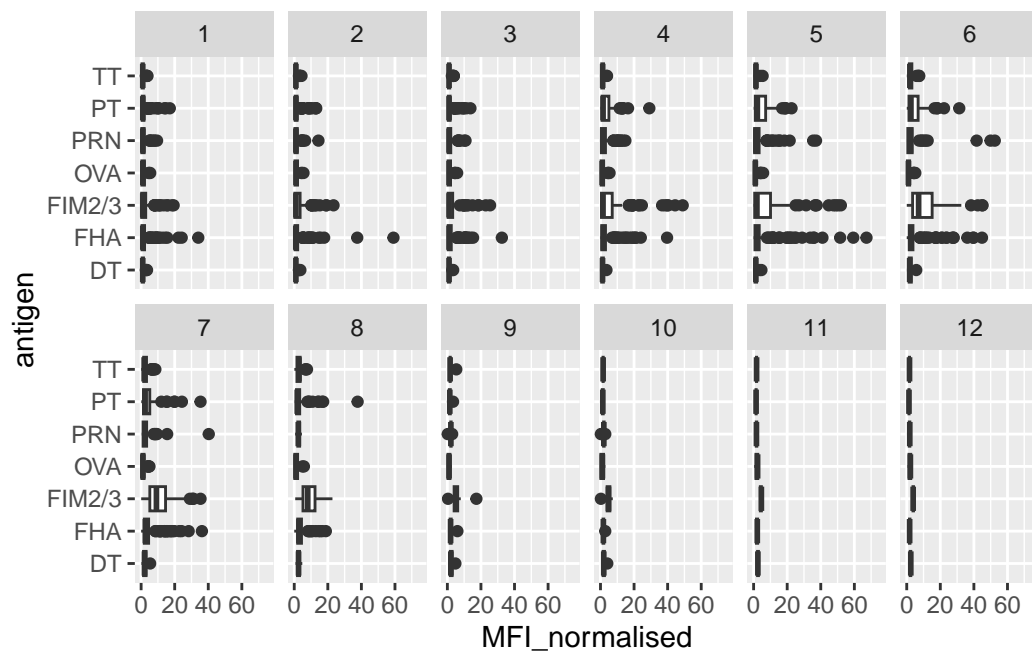 1 2 3 4 5 6
TT
PT
PRN
OVA
FIM2/3
FHA
DT
7 8 9 10 11 12
TT
PT
PRN
OVA
FIM2/3
FHA
DT
0 20 40 60 0 20 40 60 0 20 40 60 0 20 40 60 0 20 40 60 0 20 40 60
MFI_normalised
antigen